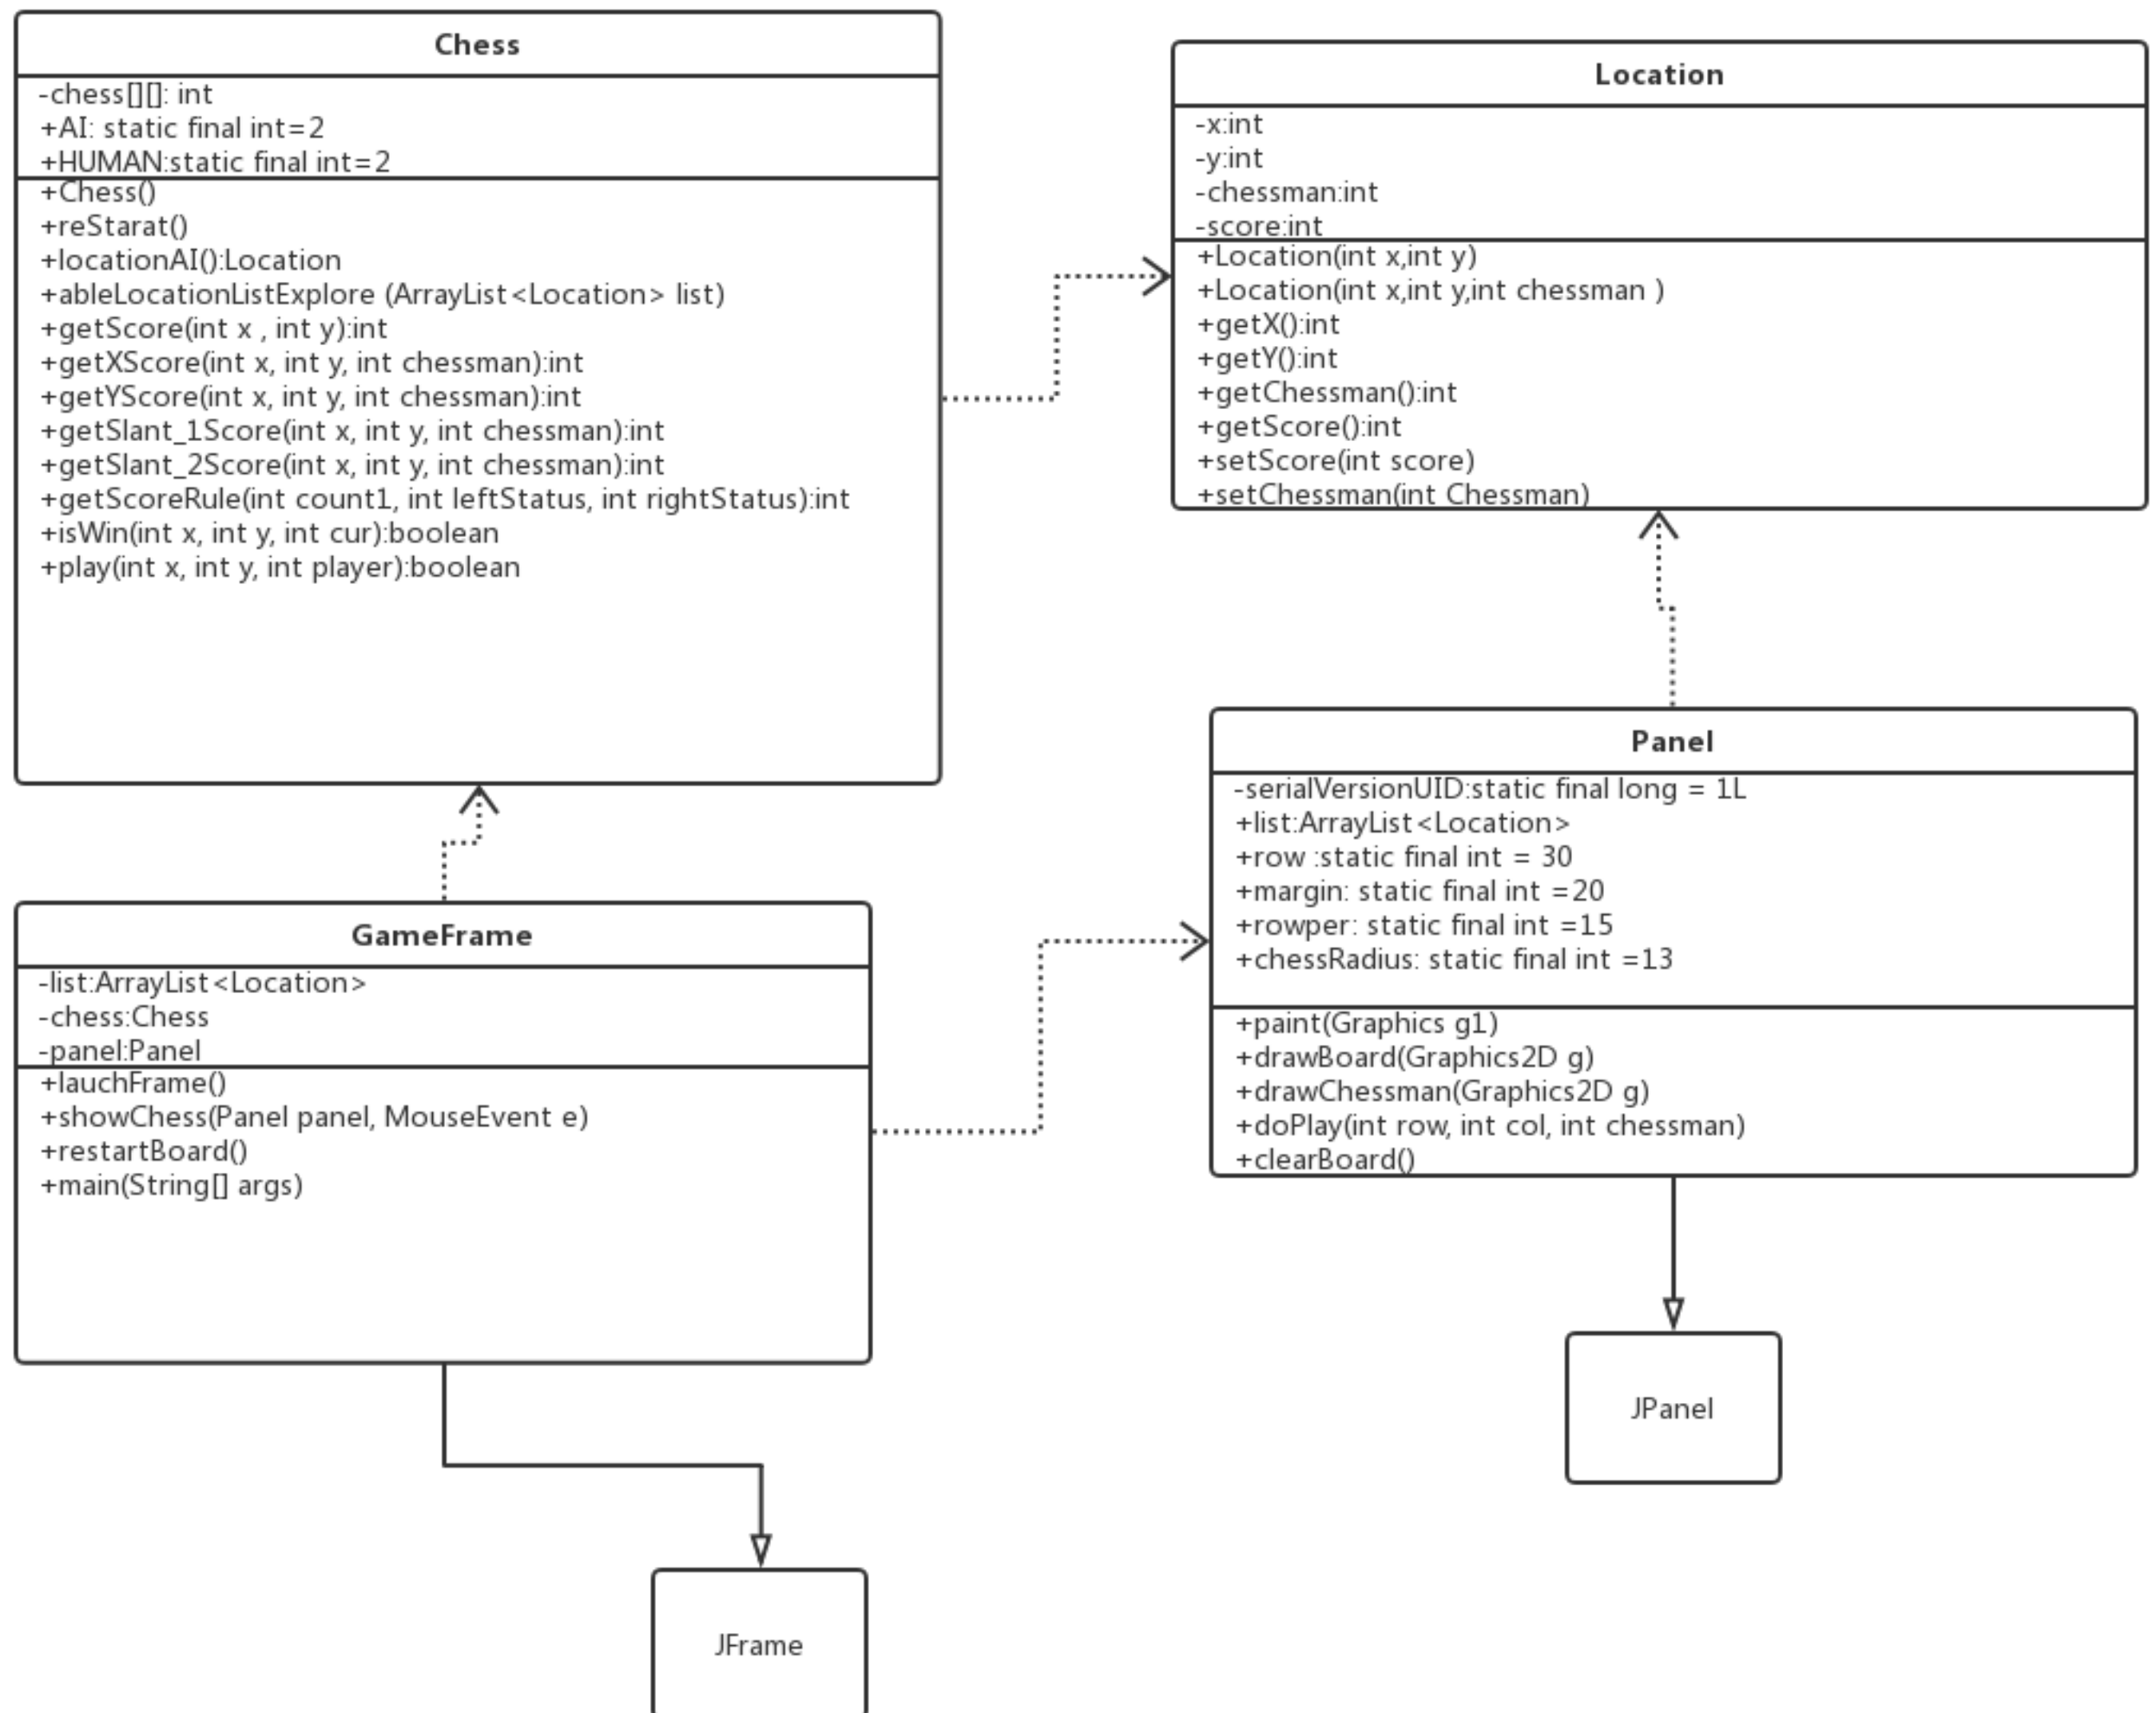 Chess
-chess[][]: int
+AI: static final int=2
+HUMAN:static final int=2
+Chess()
+reStarat()
+locationAI():Location
+ableLocationListExplore (ArrayList<Location> list)
+getScore(int x , int y):int
+getXScore(int x, int y, int chessman):int
+getYScore(int x, int y, int chessman):int
+getSlant_1Score(int x, int y, int chessman):int
+getSlant_2Score(int x, int y, int chessman):int
+getScoreRule(int count1, int leftStatus, int rightStatus):int
+isWin(int x, int y, int cur):boolean
+play(int x, int y, int player):boolean
Location
-x:int
-y:int
-chessman:int
-score:int
+Location(int x,int y)
+Location(int x,int y,int chessman )
+getX():int
+getY():int
+getChessman():int
+getScore():int
+setScore(int score)
+setChessman(int Chessman)
Panel
-serialVersionUID:static final long = 1L
+list:ArrayList<Location>
+row :static final int = 30
+margin: static final int =20
+rowper: static final int =15
+chessRadius: static final int =13
+paint(Graphics g1)
+drawBoard(Graphics2D g)
+drawChessman(Graphics2D g)
+doPlay(int row, int col, int chessman)
+clearBoard()
GameFrame
-list:ArrayList<Location>
-chess:Chess
-panel:Panel
+lauchFrame()
+showChess(Panel panel, MouseEvent e)
+restartBoard()
+main(String[] args)
JPanel
JFrame